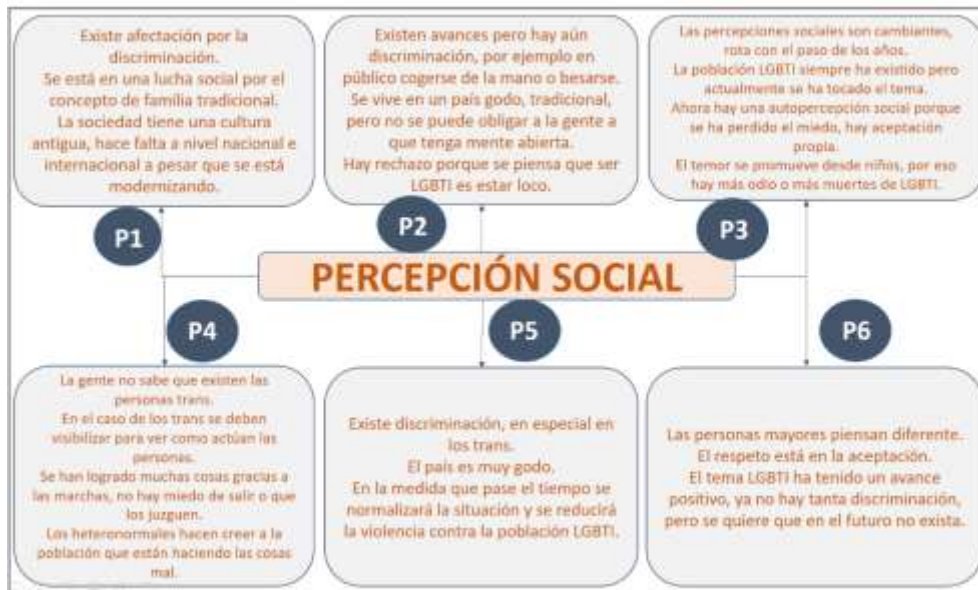 Existe afectación por la
discriminación.
Se está en una lucha social por el
concepto de familia tradicional.
La sociedad tiene una cultura
antigua, hace falta a nivel nacional e
internacional a pesar que se está
modernizando.
P1
Existen avances pero hay aún
discriminación, por ejemplo en
público cogerse de la mano o besarse.
Se vive en un país godo, tradicional,
pero no se puede obligar a la gente a
que tenga mente abierta.
Hay rechazo porque se piensa que ser
LGBTI es estar loco.
P2
Las percepciones sociales son cambiantes,
rota con el paso de los años.
La población LGBTI siempre ha existido pero
actualmente se ha tocado el tema.
Ahora hay una autopercepción social porque
se ha perdido el miedo, hay aceptación
propia.
El temor se promueve desde niños, por eso
hay más odio o más muertes de LGBTI.
P3
PERCEPCIÓN SOCIAL
P4
La gente no sabe que existen las
personas trans.
En el caso de los trans se deben
visibilizar para ver como actúan las
personas.
Se han logrado muchas cosas gracias a
las marchas, no hay miedo de salir o que
los juzguen.
Los heteronormales hacen creer a la
población que están haciendo las cosas
mal.
P5
Existe discriminación, en especial en
los trans.
El país es muy godo.
En la medida que pase el tiempo se
normalizará la situación y se reducirá
la violencia contra la población LGBTI.
P6
Las personas mayores piensan diferente.
El respeto está en la aceptación.
El tema LGBTI ha tenido un avance
positivo, ya no hay tanta discriminación,
pero se quiere que en el futuro no exista.